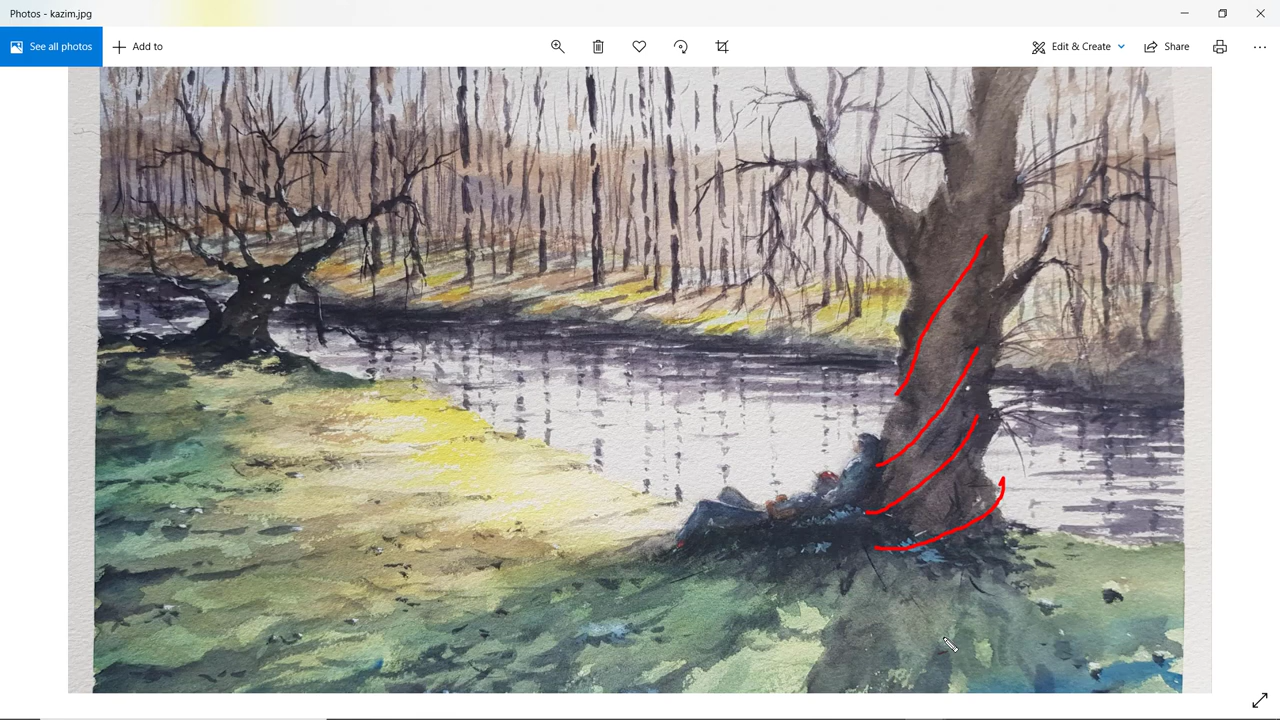 Photos - kazim.jpg
See all photos
Add to
Edit & Create
Share